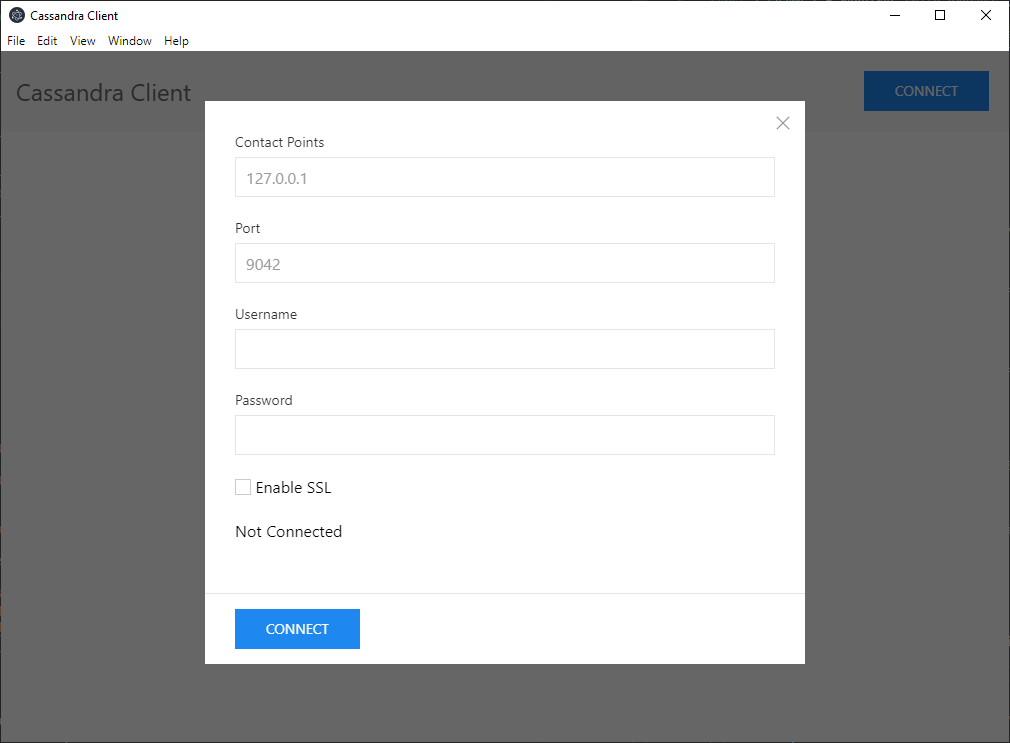 Cassandra Client
File Edit View Window Help
Cassandra Client
CONNECT
Contact Points
127.0.0.1
Port
9042
Username
Password
Enable SSL
Not Connected
CONNECT